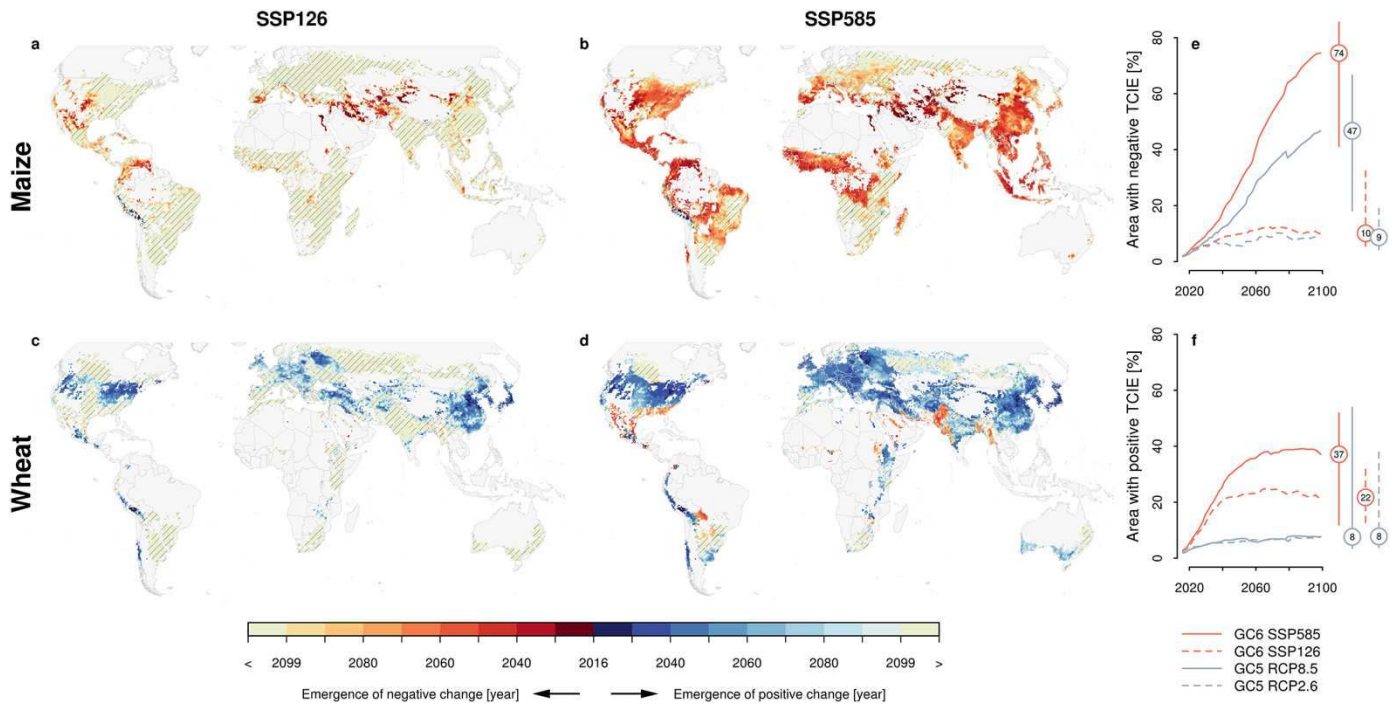 SSP126
SSP585
Maize
a
b
e
Area with negative TCIE [%]
80
60
40
20
0
2020
2060
2100
74
47
10
9
Wheat
c
d
f
Area with positive TCIE [%]
80
60
40
20
0
2020
2060
2100
37
8
22
8
< 2099 2080 2060 2040 2016 2040 2060 2080 2099 >
Emergence of negative change [year]
Emergence of positive change [year]
GC6 SSP585
GC6 SSP126
GC5 RCP8.5
GC5 RCP2.6